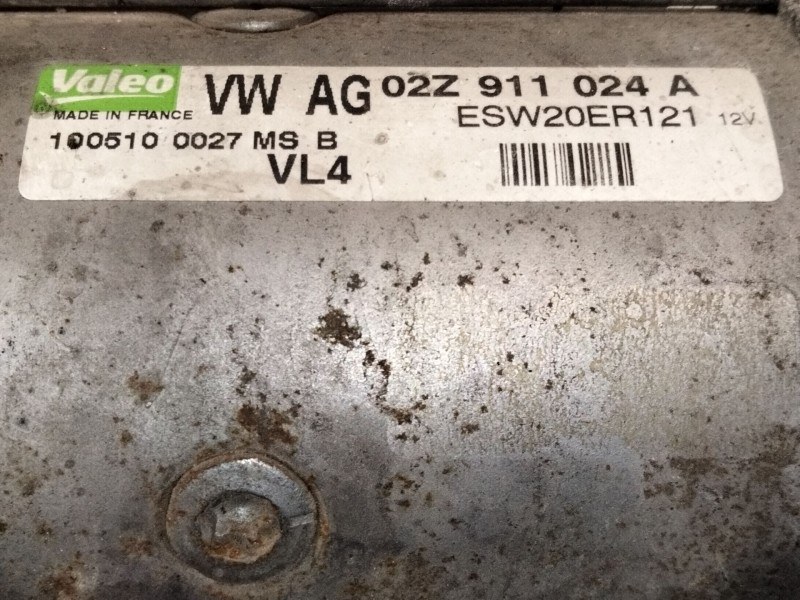 Valeo VW AG 02Z 911 024 A
MADE IN FRANCE ESW20ER121 12V
100510 0027 MS B
VL4